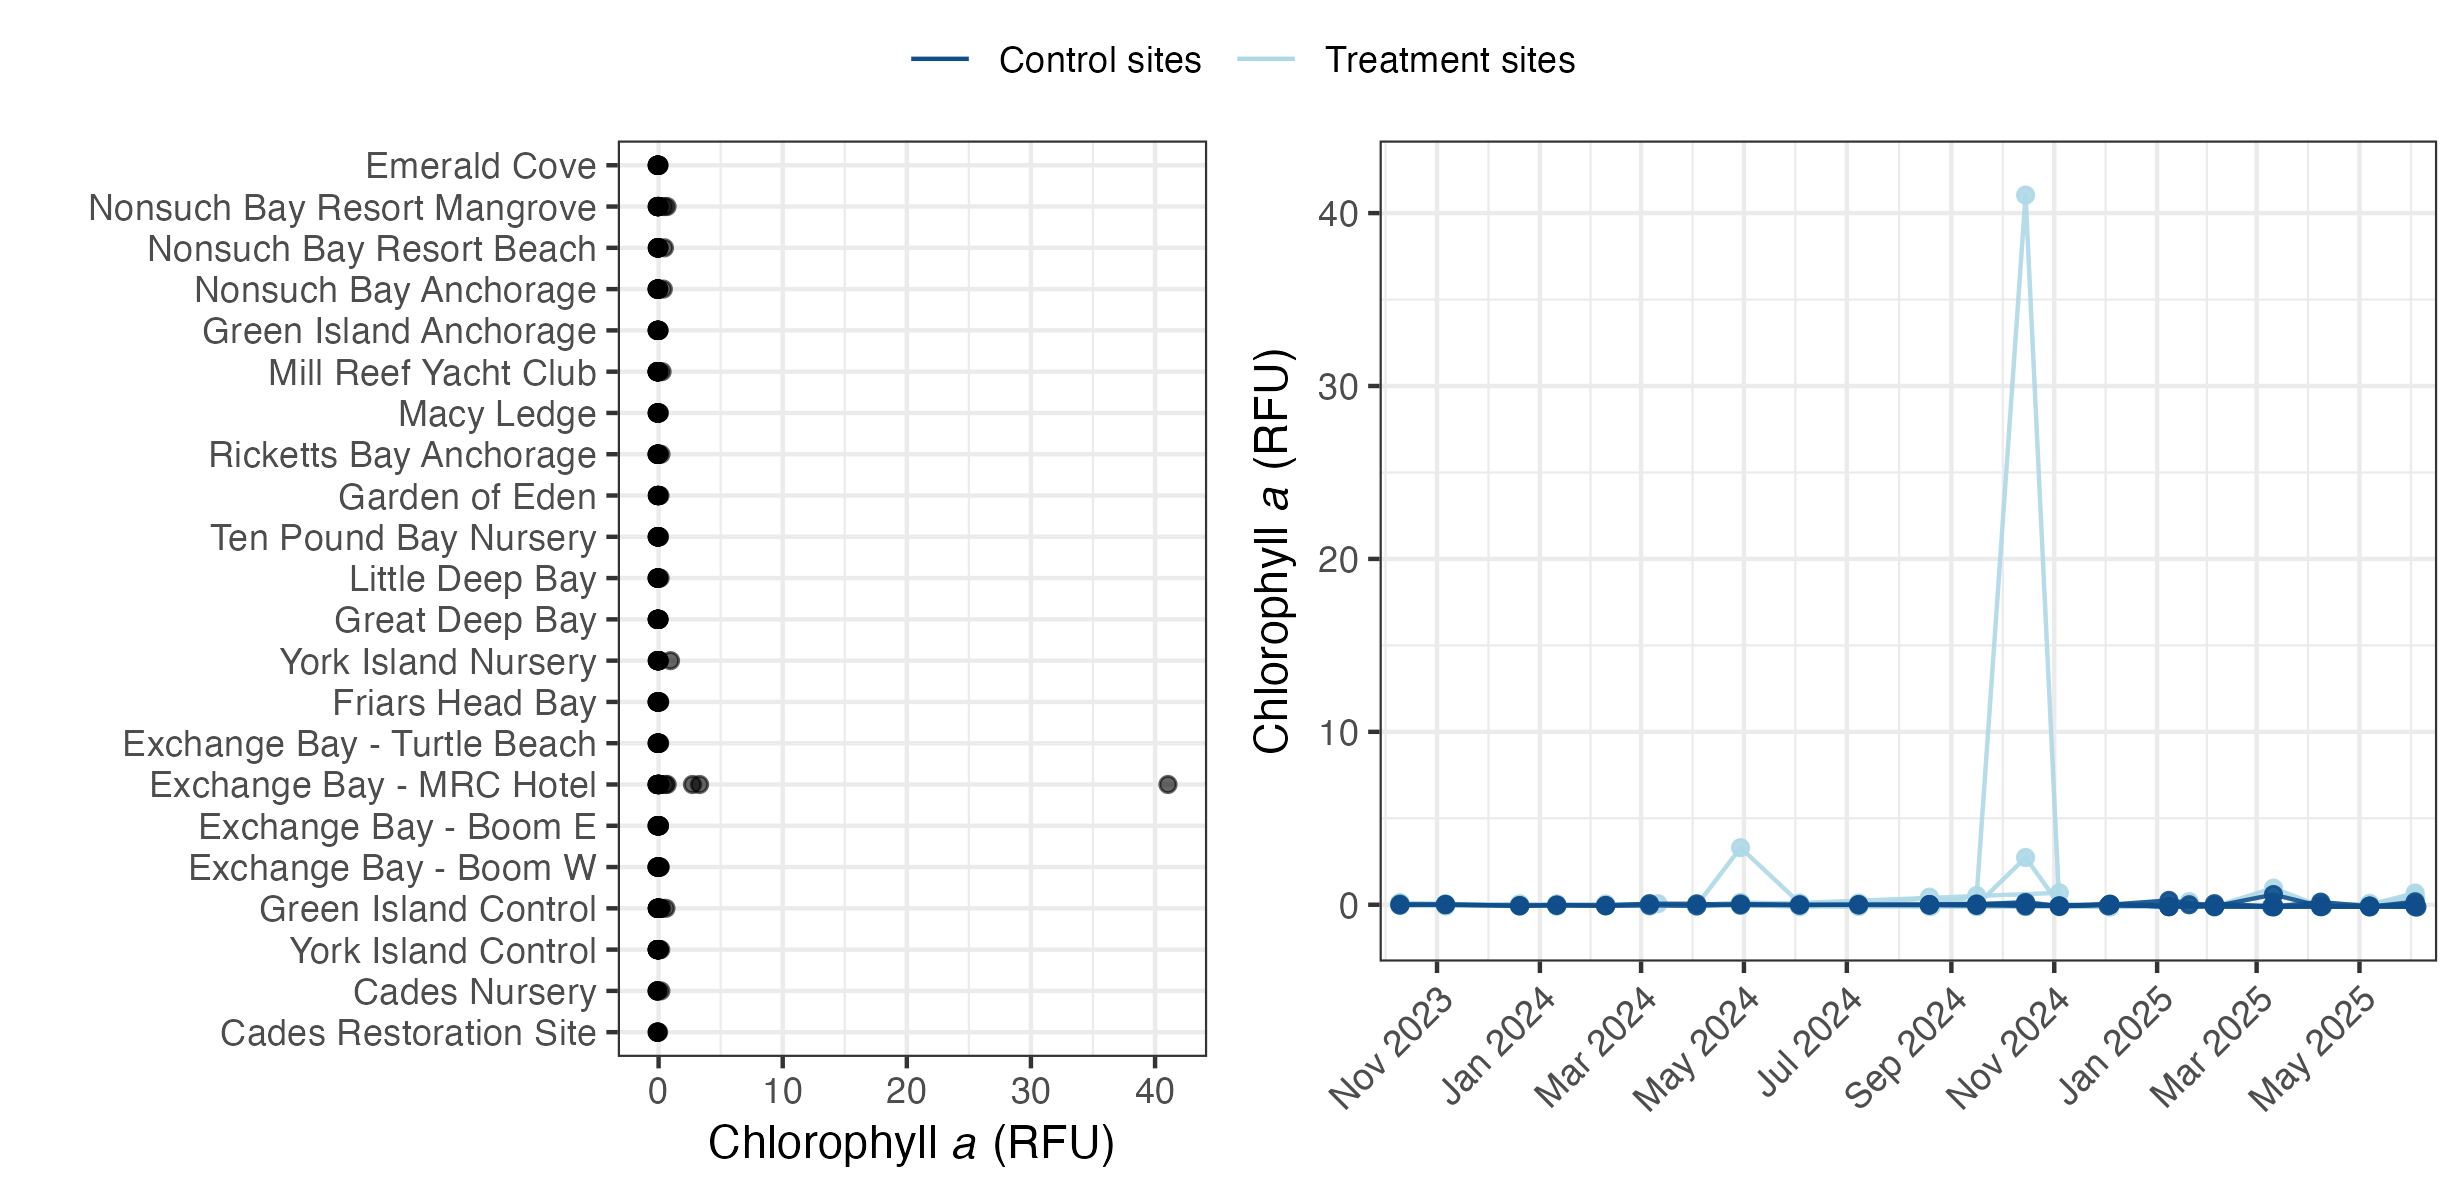 Control sites
Treatment sites
Emerald Cove
Nonsuch Bay Resort Mangrove
Nonsuch Bay Resort Beach
Nonsuch Bay Anchorage
Green Island Anchorage
Mill Reef Yacht Club
Macy Ledge
Ricketts Bay Anchorage
Garden of Eden
Ten Pound Bay Nursery
Little Deep Bay
Great Deep Bay
York Island Nursery
Friars Head Bay
Exchange Bay - Turtle Beach
Exchange Bay - MRC Hotel
Exchange Bay - Boom E
Exchange Bay - Boom W
Green Island Control
York Island Control
Cades Nursery
Cades Restoration Site
0 10 20 30 40
Chlorophyll a (RFU)
Chlorophyll a (RFU)
40
30
20
10
0
Nov 2023
Jan 2024
Mar 2024
May 2024
Jul 2024
Sep 2024
Nov 2024
Jan 2025
Mar 2025
May 2025